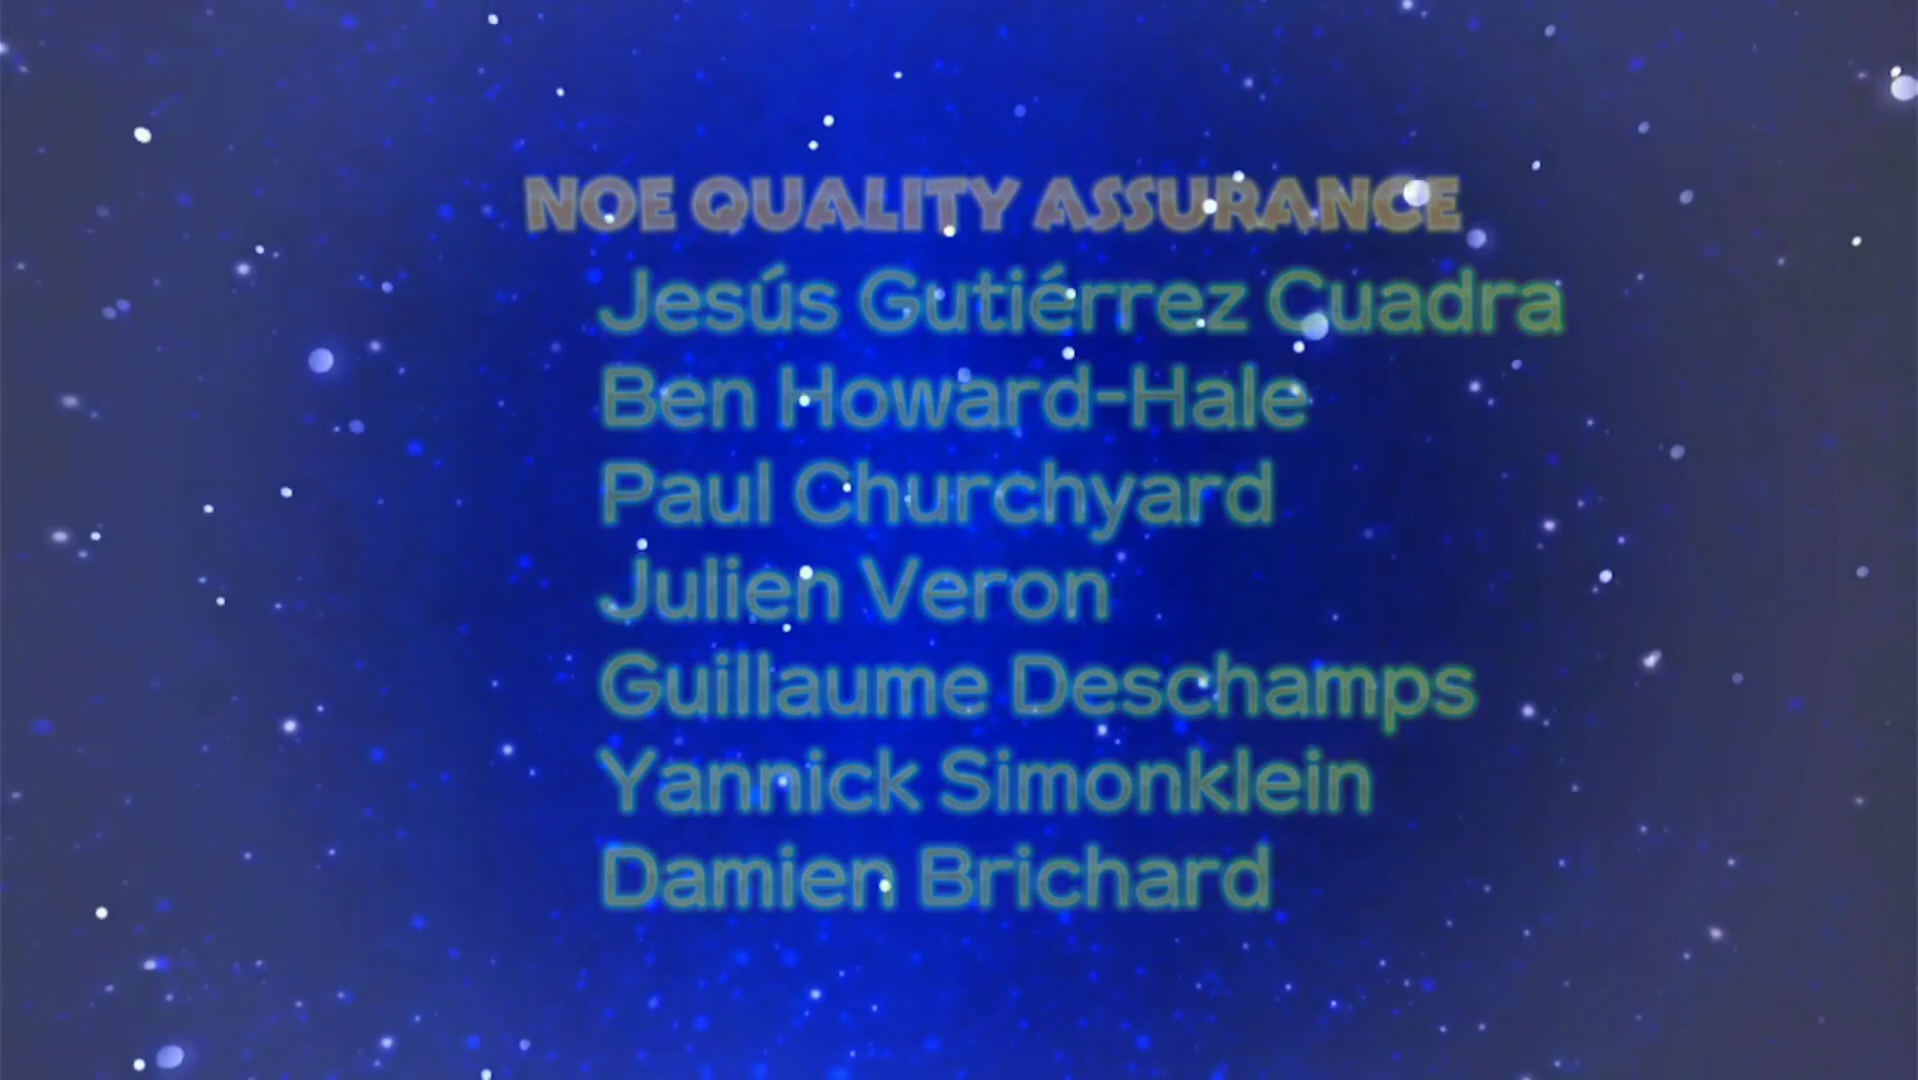 NOE QUALITY ASSURANCE
Jesús Gutiérrez Cuadra
Ben Howard-Hale
Paul Churchyard
Julien Veron
Guillaume Deschamps
Yannick Simonklein
Damien Brichard